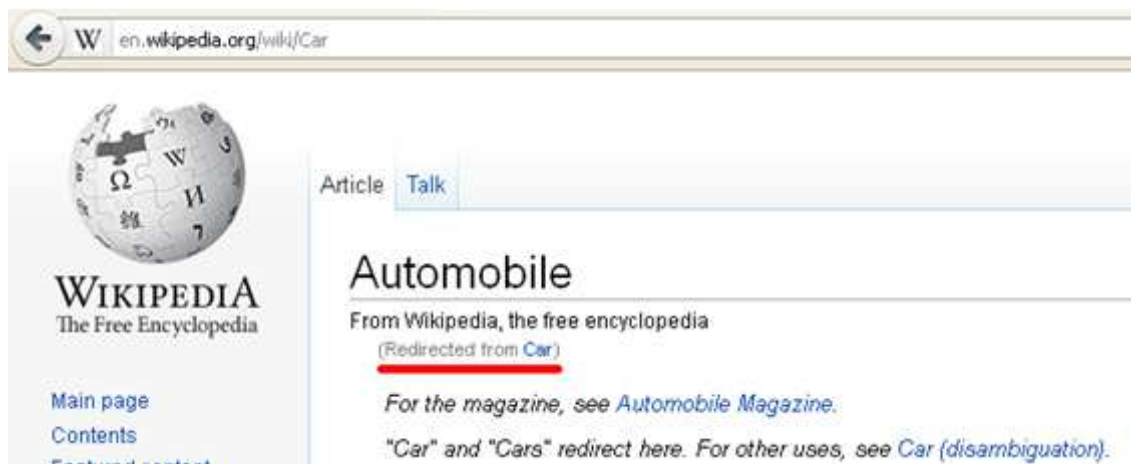 W en.wikipedia.org/wiki/Car
Article Talk
WIKIPEDIA
The Free Encyclopedia
Main page
Contents
Featured content
Automobile
From Wikipedia, the free encyclopedia
(Redirected from Car)
For the magazine, see Automobile Magazine.
"Car" and "Cars" redirect here. For other uses, see Car (disambiguation).